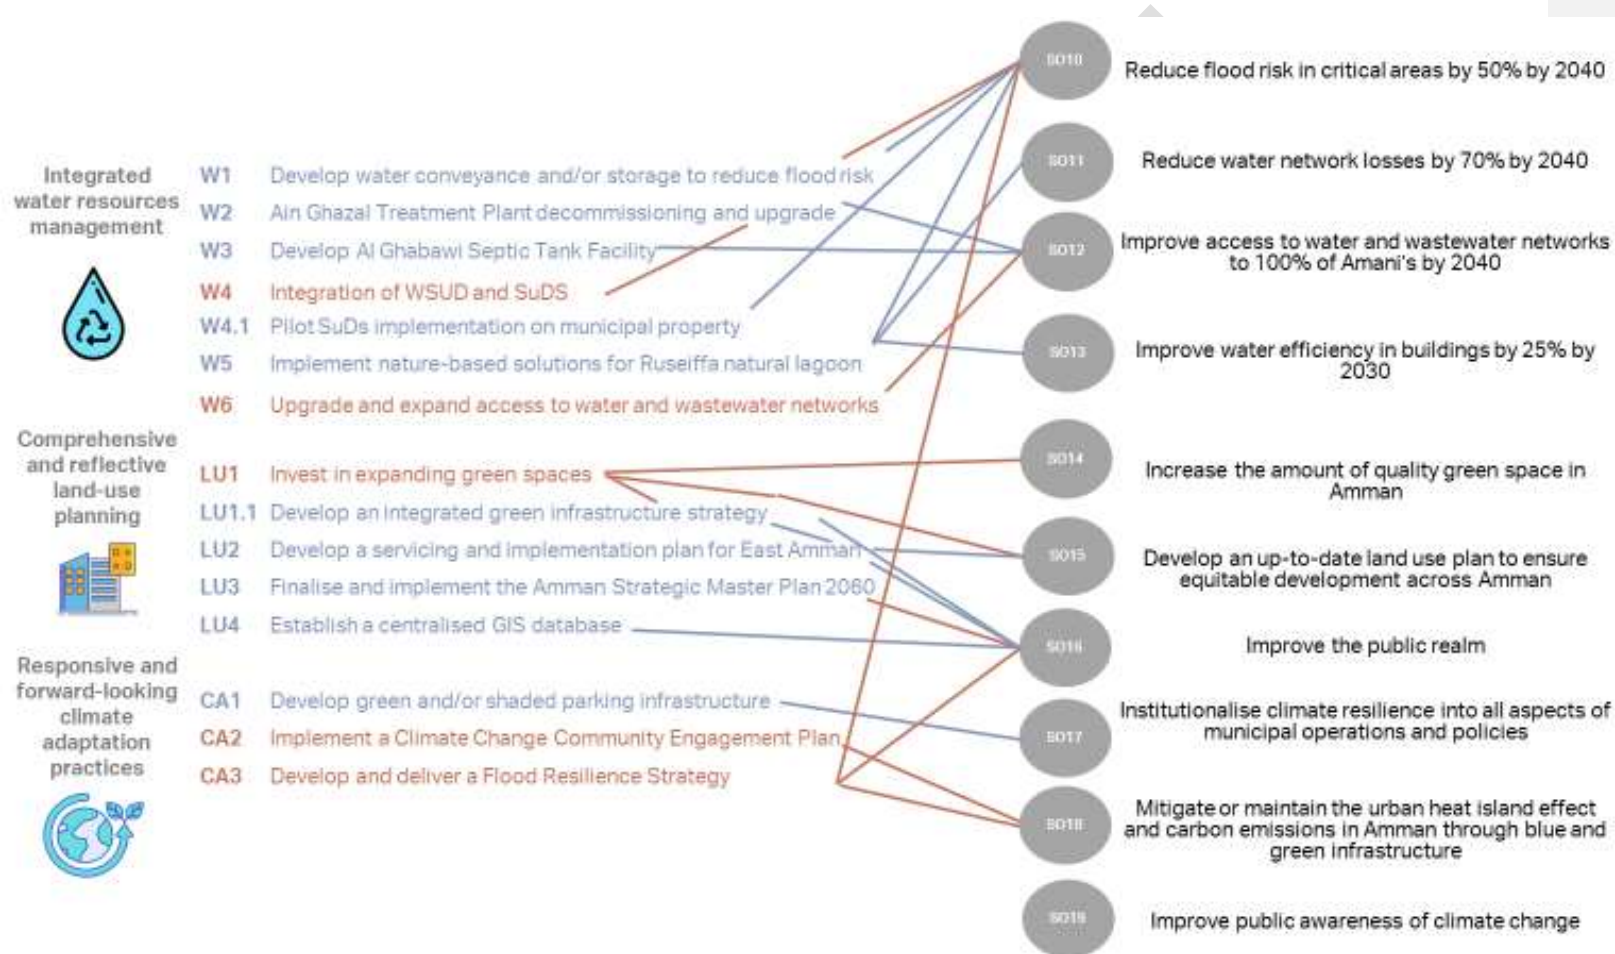 Integrated
water resources
management
W1 Develop water conveyance and/or storage to reduce flood risk
W2 Ain Ghazal Treatment Plant decommissioning and upgrade
W3 Develop Al Ghabawi Septic Tank Facility
W4 Integration of WSUD and SuDS
W4.1 Pilot SuDs implementation on municipal property
W5 Implement nature-based solutions for Ruseiffa natural lagoon
W6 Upgrade and expand access to water and wastewater networks
Comprehensive
and reflective
land-use
planning
LU1 Invest in expanding green spaces
LU1.1 Develop an integrated green infrastructure strategy
LU2 Develop a servicing and implementation plan for East Amman
LU3 Finalise and implement the Amman Strategic Master Plan 2060
LU4 Establish a centralised GIS database
Responsive and
forward-looking
climate
adaptation
practices
CA1 Develop green and/or shaded parking infrastructure
CA2 Implement a Climate Change Community Engagement Plan
CA3 Develop and deliver a Flood Resilience Strategy
SO10 Reduce flood risk in critical areas by 50% by 2040
SO11 Reduce water network losses by 70% by 2040
SO12 Improve access to water and wastewater networks
to 100% of Amani's by 2040
SO13 Improve water efficiency in buildings by 25% by
2030
SO14 Increase the amount of quality green space in
Amman
SO15 Develop an up-to-date land use plan to ensure
equitable development across Amman
SO16 Improve the public realm
SO17 Institutionalise climate resilience into all aspects of
municipal operations and policies
SO18 Mitigate or maintain the urban heat island effect
and carbon emissions in Amman through blue and
green infrastructure
SO19 Improve public awareness of climate change